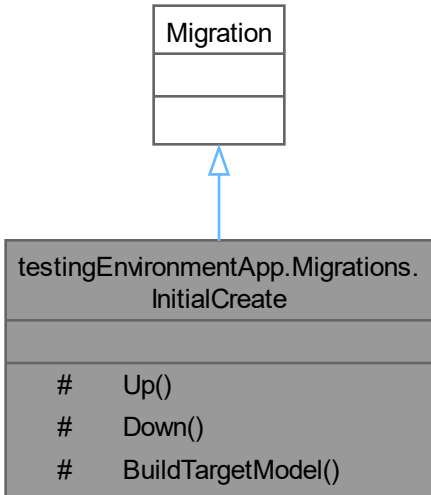 Migration
testingEnvironmentApp.Migrations.
InitialCreate
# Up()
# Down()
# BuildTargetModel()